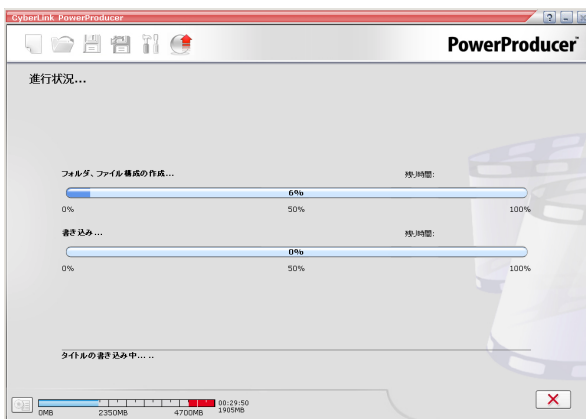 CyberLink PowerProducer
PowerProducer
進行状況...
フォルダ、ファイル構成の作成... 残り時間:
6%
0% 50% 100%
書き込み... 残り時間:
0%
0% 50% 100%
タイトルの書き込み中... ..
00:29:50
0MB 2350MB 4700MB 1905MB